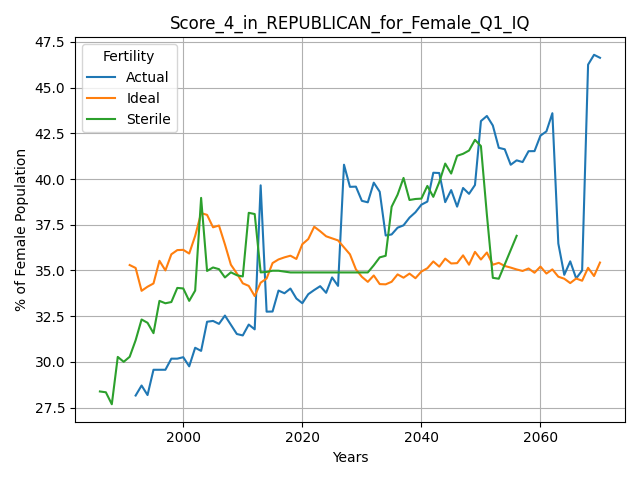 Score_4_in_REPUBLICAN_for_Female_Q1_IQ
Fertility
Actual
Ideal
Sterile
% of Female Population
47.5
45.0
42.5
40.0
37.5
35.0
32.5
30.0
27.5
2000
2020
2040
2060
Years